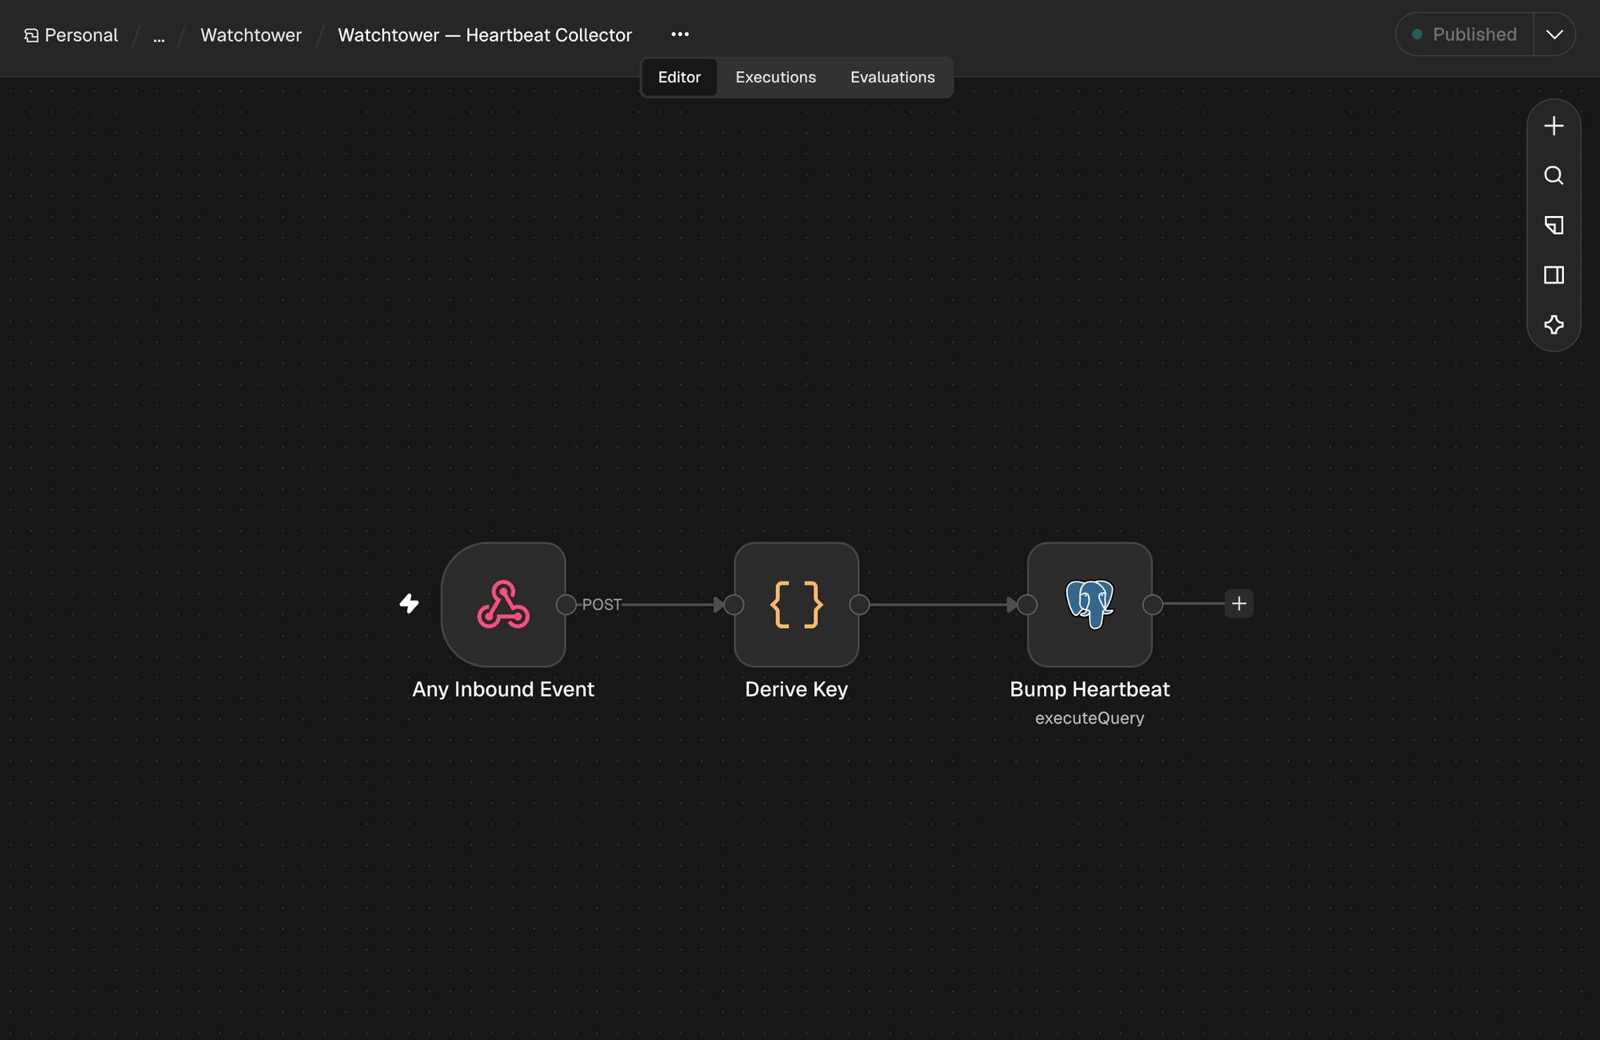 Personal / ... / Watchtower / Watchtower — Heartbeat Collector ...
Published
Editor Executions Evaluations
POST
Any Inbound Event
Derive Key
Bump Heartbeat
executeQuery